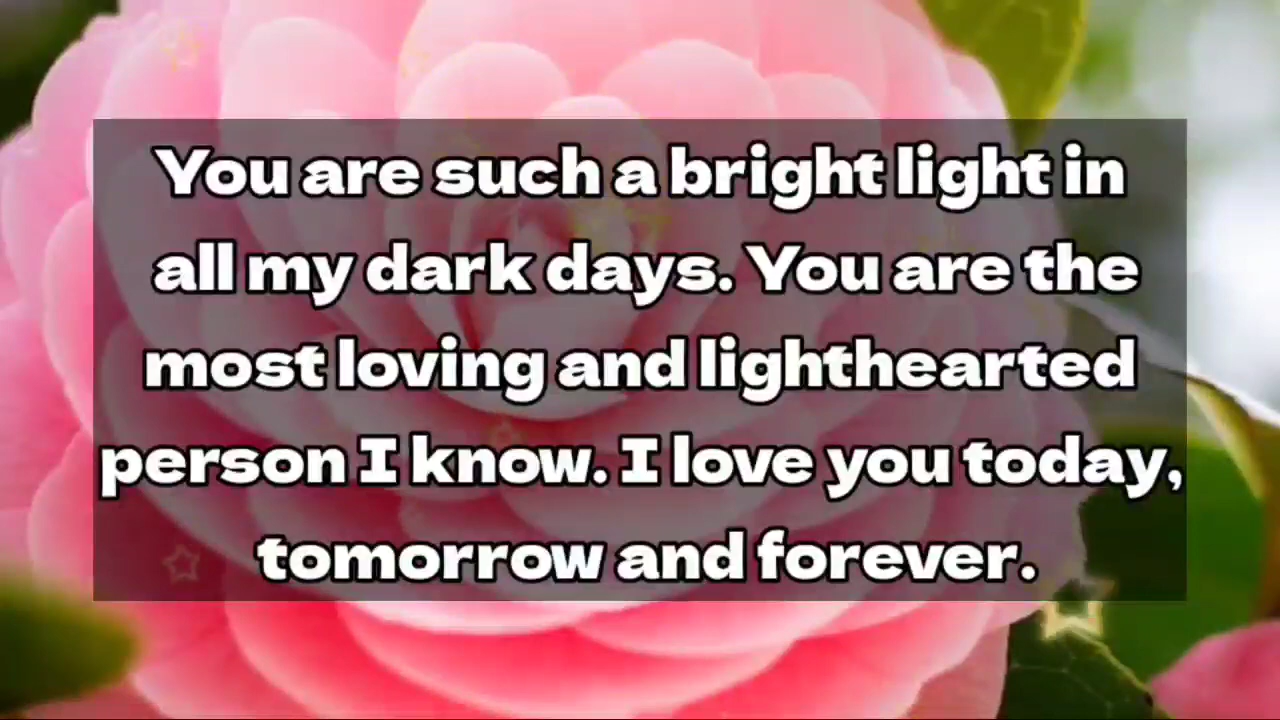 You are such a bright light in
all my dark days. You are the
most loving and lighthearted
person I know. I love you today,
tomorrow and forever.